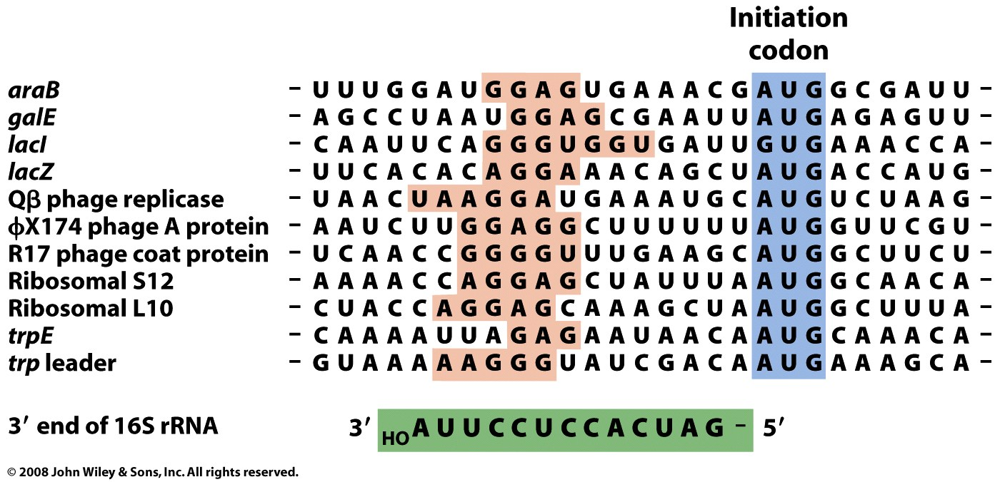 Initiation
codon
araB - U U U G G A U G G A G U G A A A C G A U G G C G A U U -
galE - A G C C U A A U G G A G C G A A U U A U G A G A G U U -
lacI - C A A U U C A G G G U G G U G A U U G U G A A A C C A -
lacZ - U U C A C A C A G G A A A C A G C U A U G A C C A U G -
Qβ phage replicase - U A A C U A A G G A U G A A A U G C A U G U C U A A G -
ϕX174 phage A protein - A A U C U U G G A G G C U U U U U U A U G G U U C G U -
R17 phage coat protein - U C A A C C G G G G U U U G A A G C A U G G C U U C U -
Ribosomal S12 - A A A A C C A G G A G C U A U U U A A U G G C A A C A -
Ribosomal L10 - C U A C C A G G A G C A A A G C U A A U G G C U U U A -
trpE - C A A A A U U A G A G A A U A A C A A U G C A A A C A -
trp leader - G U A A A A A G G G U A U C G A C A A U G A A A G C A -
3′ end of 16S rRNA 3′ HO A U U C C U C C A C U A G - 5′
© 2008 John Wiley & Sons, Inc. All rights reserved.